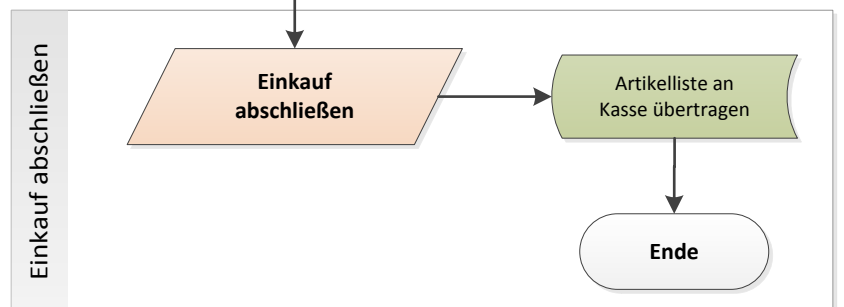 Einkauf abschließen
Einkauf
abschließen
Artikelliste an
Kasse übertragen
Ende